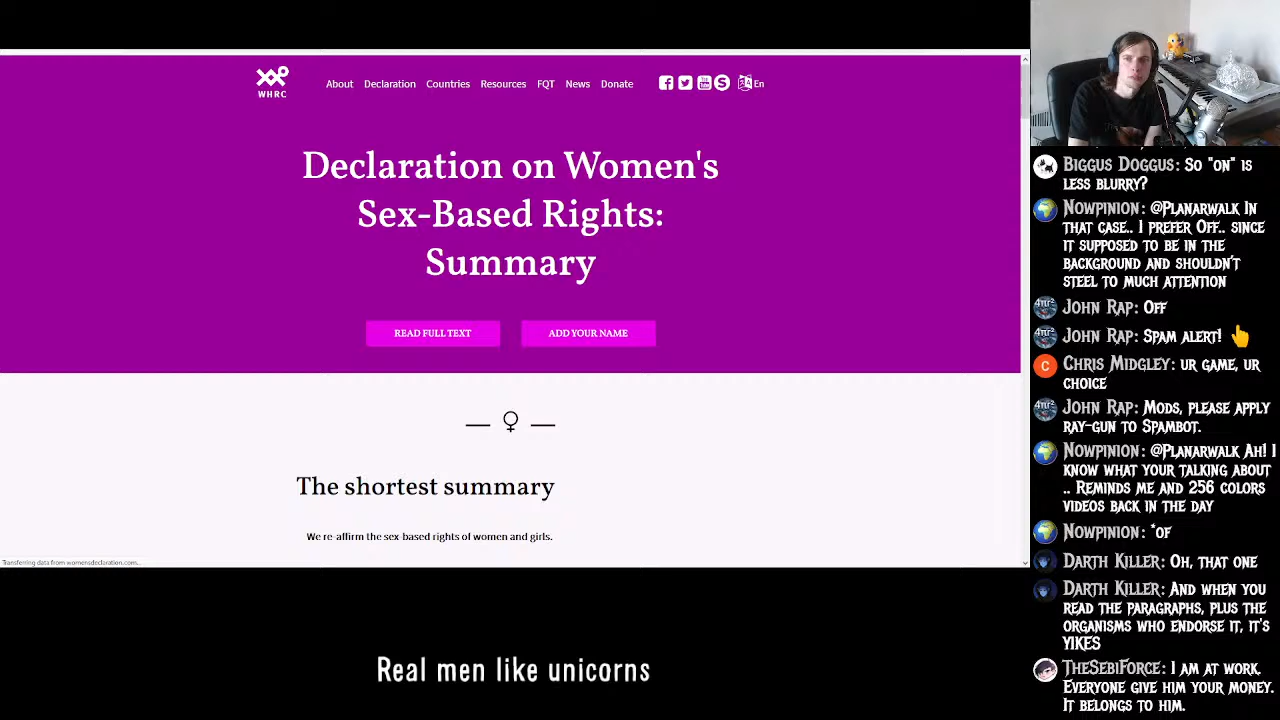 WHRC
About Declaration Countries Resources FQT News Donate En
Declaration on Women's
Sex-Based Rights:
Summary
READ FULL TEXT ADD YOUR NAME
The shortest summary
We re-affirm the sex-based rights of women and girls.
Transferring data from womensdeclaration.com...
Real men like unicorns
Biggus Doggus: So "on" is
less blurry?
Nowpinion: @Planarwalk In
that case.. I prefer Off.. since
it supposed to be in the
background and shouldn't
steel to much attention
John Rap: Off
John Rap: Spam alert! 👆
C
Chris Midgley: ur game, ur
choice
John Rap: Mods, please apply
ray-gun to Spambot.
Nowpinion: @Planarwalk Ah! I
know what your talking about
.. Reminds me and 256 colors
videos back in the day
Nowpinion: *of
Darth Killer: Oh, that one
Darth Killer: And when you
read the paragraphs, plus the
organisms who endorse it, it's
YIKES
TheSebiForce: I am at work.
Everyone give him your money.
It belongs to him.